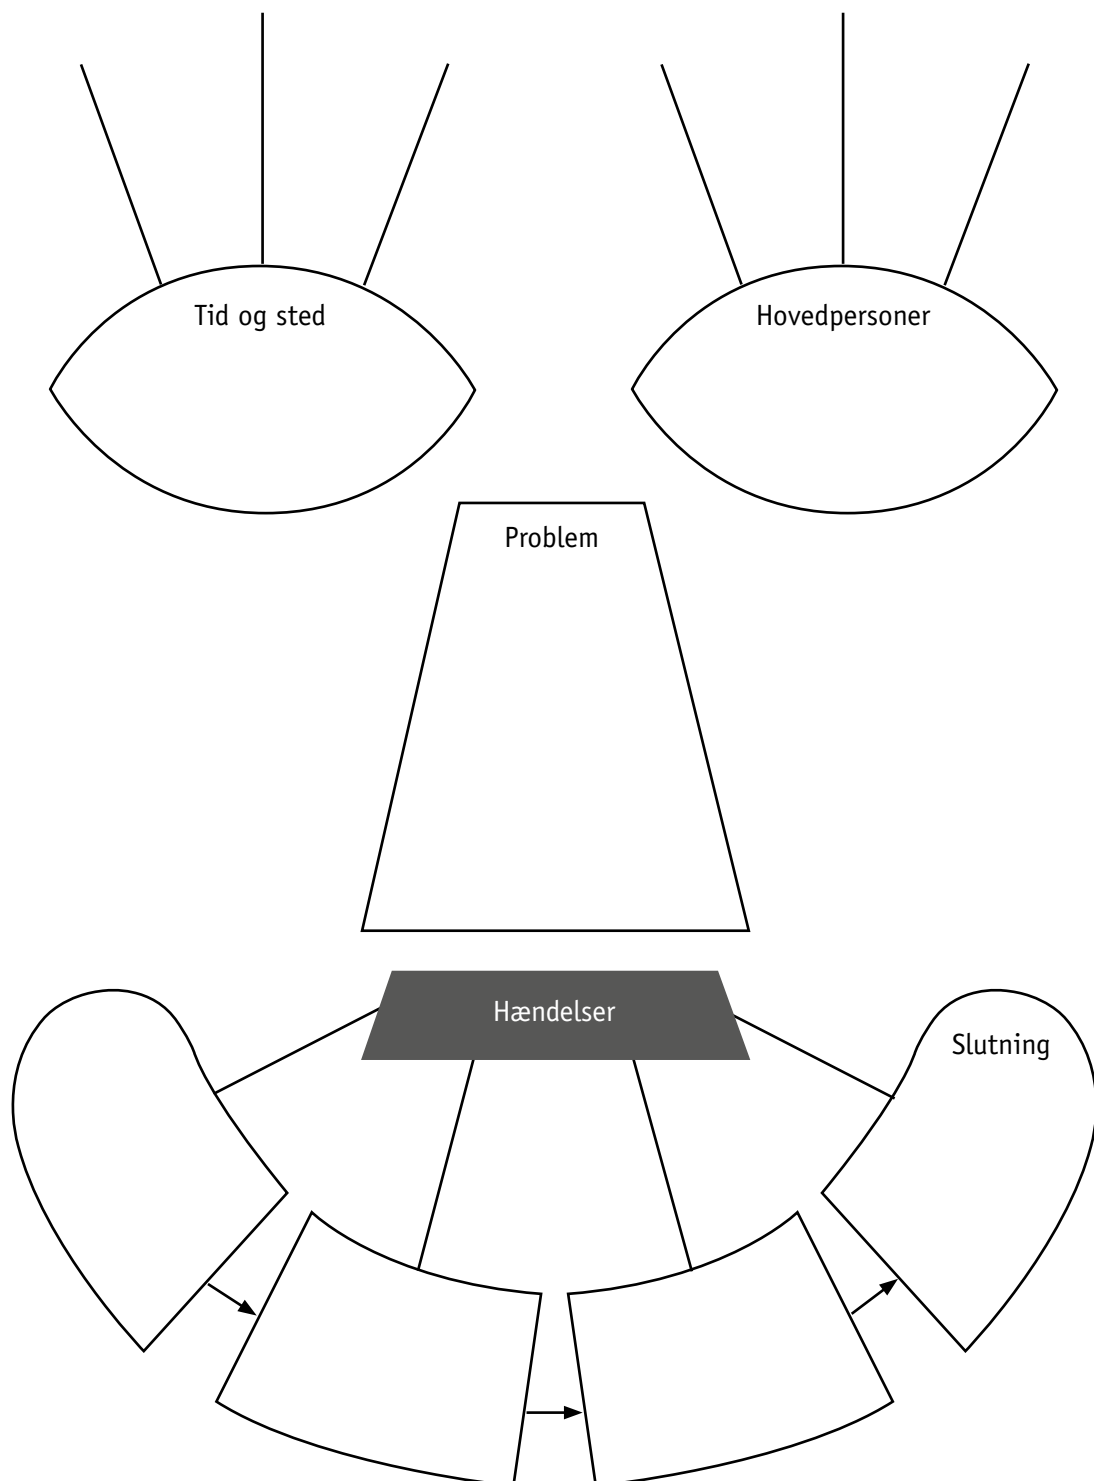 Tid og sted
Hovedpersoner
Problem
Hændelser
Slutning